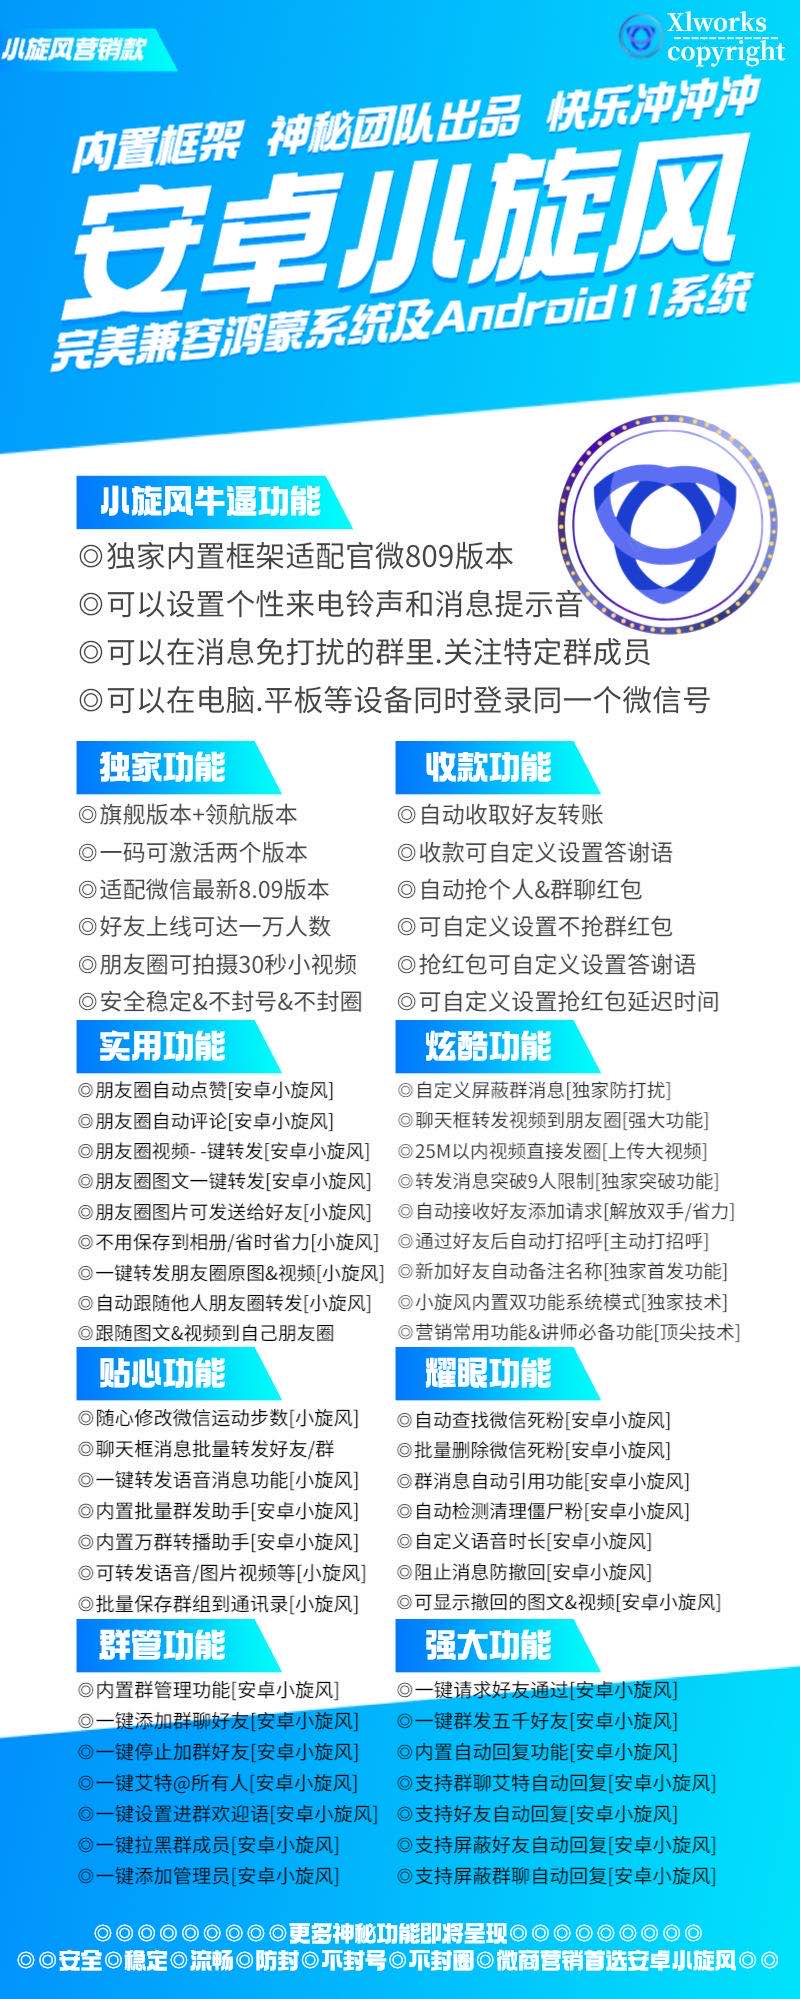 小旋风营销款
Xlworks
copyright
内置框架 神秘团队出品 快乐冲冲冲
安卓小旋风
完美兼容鸿蒙系统及Android11系统
小旋风牛逼功能
◎独家内置框架适配官微809版本
◎可以设置个性来电铃声和消息提示音
◎可以在消息免打扰的群里.关注特定群成员
◎可以在电脑.平板等设备同时登录同一个微信号
独家功能
◎旗舰版本+领航版本
◎一码可激活两个版本
◎适配微信最新8.09版本
◎好友上线可达一万人数
◎朋友圈可拍摄30秒小视频
◎安全稳定&不封号&不封圈
收款功能
◎自动收取好友转账
◎收款可自定义设置答谢语
◎自动抢个人&群聊红包
◎可自定义设置不抢群红包
◎抢红包可自定义设置答谢语
◎可自定义设置抢红包延迟时间
实用功能
◎朋友圈自动点赞[安卓小旋风]
◎朋友圈自动评论[安卓小旋风]
◎朋友圈视频- -键转发[安卓小旋风]
◎朋友圈图文一键转发[安卓小旋风]
◎朋友圈图片可发送给好友[小旋风]
◎不用保存到相册/省时省力[小旋风]
◎一键转发朋友圈原图&视频[小旋风]
◎自动跟随他人朋友圈转发[小旋风]
◎跟随图文&视频到自己朋友圈
炫酷功能
◎自定义屏蔽群消息[独家防打扰]
◎聊天框转发视频到朋友圈[强大功能]
◎25M以内视频直接发圈[上传大视频]
◎转发消息突破9人限制[独家突破功能]
◎自动接收好友添加请求[解放双手/省力]
◎通过好友后自动打招呼[主动打招呼]
◎新加好友自动备注名称[独家首发功能]
◎小旋风内置双功能系统模式[独家技术]
◎营销常用功能&讲师必备功能[顶尖技术]
贴心功能
◎随心修改微信运动步数[小旋风]
◎聊天框消息批量转发好友/群
◎一键转发语音消息功能[小旋风]
◎内置批量群发助手[安卓小旋风]
◎内置万群转播助手[安卓小旋风]
◎可转发语音/图片视频等[小旋风]
◎批量保存群组到通讯录[小旋风]
耀眼功能
◎自动查找微信死粉[安卓小旋风]
◎批量删除微信死粉[安卓小旋风]
◎群消息自动引用功能[安卓小旋风]
◎自动检测清理僵尸粉[安卓小旋风]
◎自定义语音时长[安卓小旋风]
◎阻止消息防撤回[安卓小旋风]
◎可显示撤回的图文&视频[安卓小旋风]
群管功能
◎内置群管理功能[安卓小旋风]
◎一键添加群聊好友[安卓小旋风]
◎一键停止加群好友[安卓小旋风]
◎一键艾特@所有人[安卓小旋风]
◎一键设置进群欢迎语[安卓小旋风]
◎一键拉黑群成员[安卓小旋风]
◎一键添加管理员[安卓小旋风]
强大功能
◎一键请求好友通过[安卓小旋风]
◎一键群发五千好友[安卓小旋风]
◎内置自动回复功能[安卓小旋风]
◎支持群聊艾特自动回复[安卓小旋风]
◎支持好友自动回复[安卓小旋风]
◎支持屏蔽好友自动回复[安卓小旋风]
◎支持屏蔽群聊自动回复[安卓小旋风]
◎◎◎◎◎◎◎◎◎更多神秘功能即将呈现◎◎◎◎◎◎◎◎◎
◎◎安全◎稳定◎流畅◎防封◎不封号◎不封圈◎微商营销首选安卓小旋风◎◎